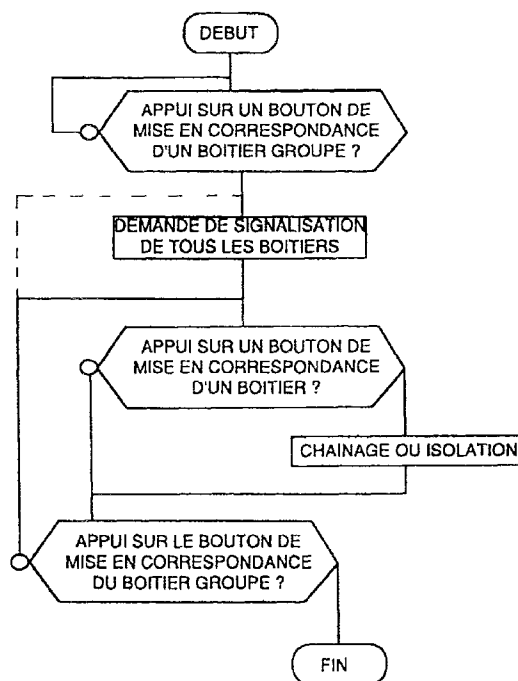 DEBUT
APPUI SUR UN BOUTON DE
MISE EN CORRESPONDANCE
D'UN BOITIER GROUPE ?
DEMANDE DE SIGNALISATION
DE TOUS LES BOITIERS
APPUI SUR UN BOUTON DE
MISE EN CORRESPONDANCE
D'UN BOITIER ?
CHAINAGE OU ISOLATION
APPUI SUR LE BOUTON DE
MISE EN CORRESPONDANCE
DU BOITIER GROUPE ?
FIN